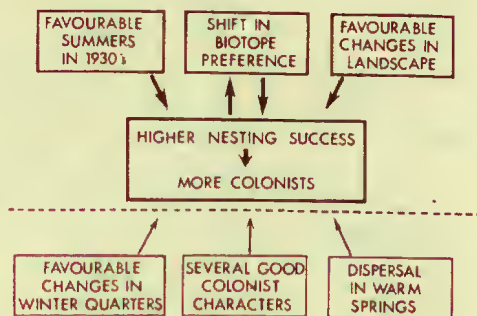 FAVOURABLE
SUMMERS
IN 1930's
SHIFT IN
BIOTOPE
PREFERENCE
FAVOURABLE
CHANGES IN
LANDSCAPE
HIGHER NESTING SUCCESS
MORE COLONISTS
FAVOURABLE
CHANGES IN
WINTER QUARTERS
SEVERAL GOOD
COLONIST
CHARACTERS
DISPERSAL
IN WARM
SPRINGS